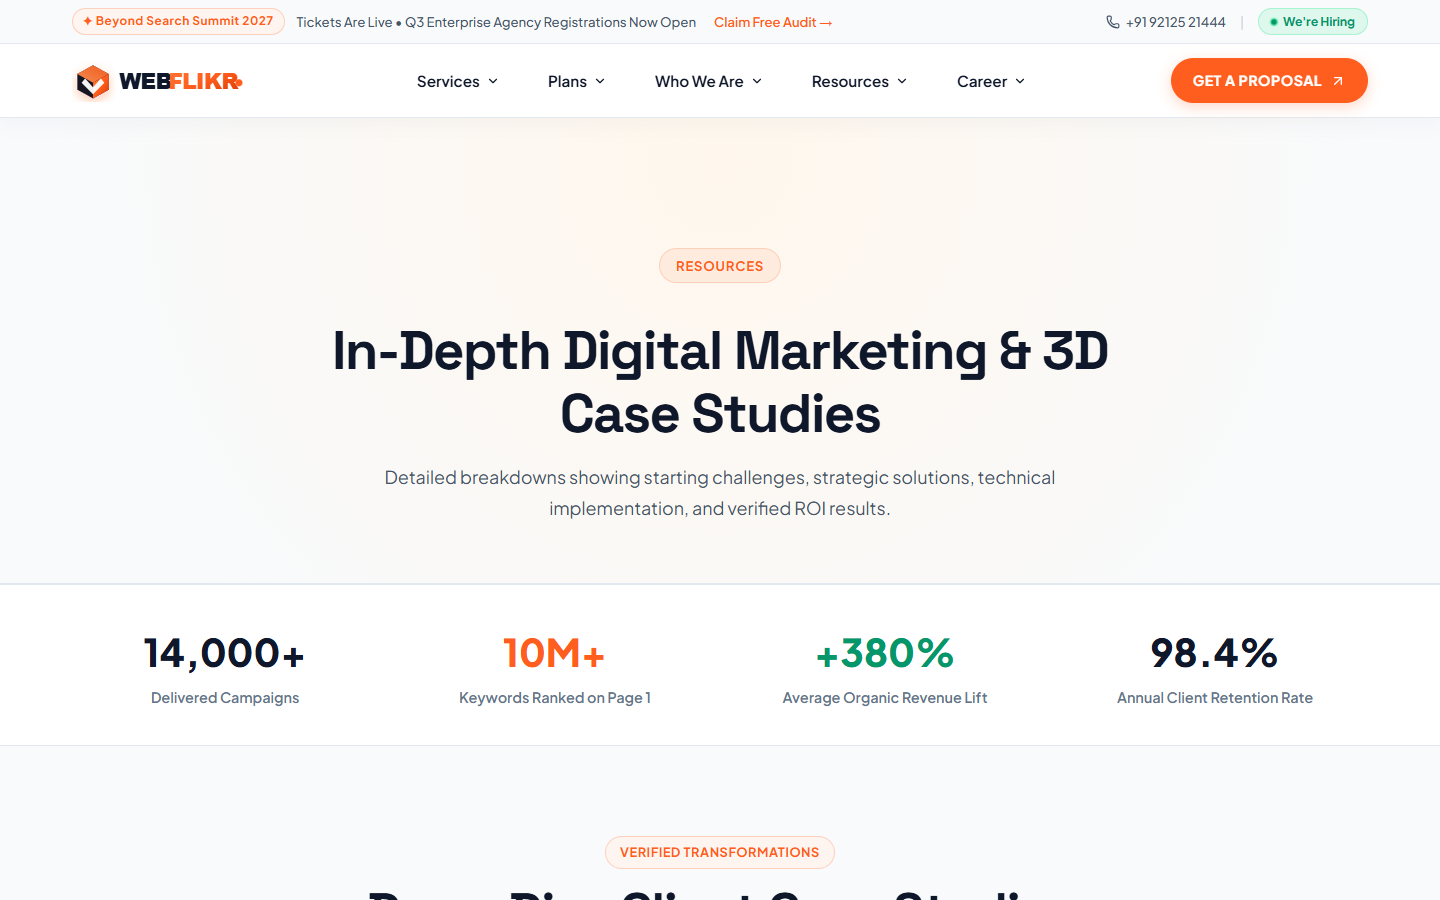 ✦ Beyond Search Summit 2027 Tickets Are Live • Q3 Enterprise Agency Registrations Now Open Claim Free Audit → +91 92125 21444 | We're Hiring
WEBFLIKR Services Plans Who We Are Resources Career GET A PROPOSAL
RESOURCES
In-Depth Digital Marketing & 3D
Case Studies
Detailed breakdowns showing starting challenges, strategic solutions, technical
implementation, and verified ROI results.
14,000+ 10M+ +380% 98.4%
Delivered Campaigns Keywords Ranked on Page 1 Average Organic Revenue Lift Annual Client Retention Rate
VERIFIED TRANSFORMATIONS